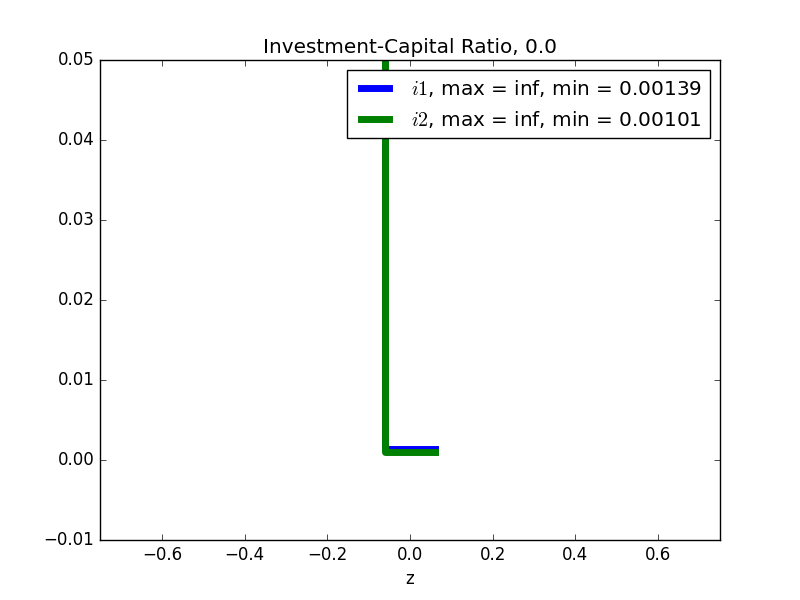 Investment-Capital Ratio, 0.0
0.05
i1, max = inf, min = 0.00139
i2, max = inf, min = 0.00101
0.04
0.03
0.02
0.01
0.00
−0.01
−0.6 −0.4 −0.2 0.0 0.2 0.4 0.6
z